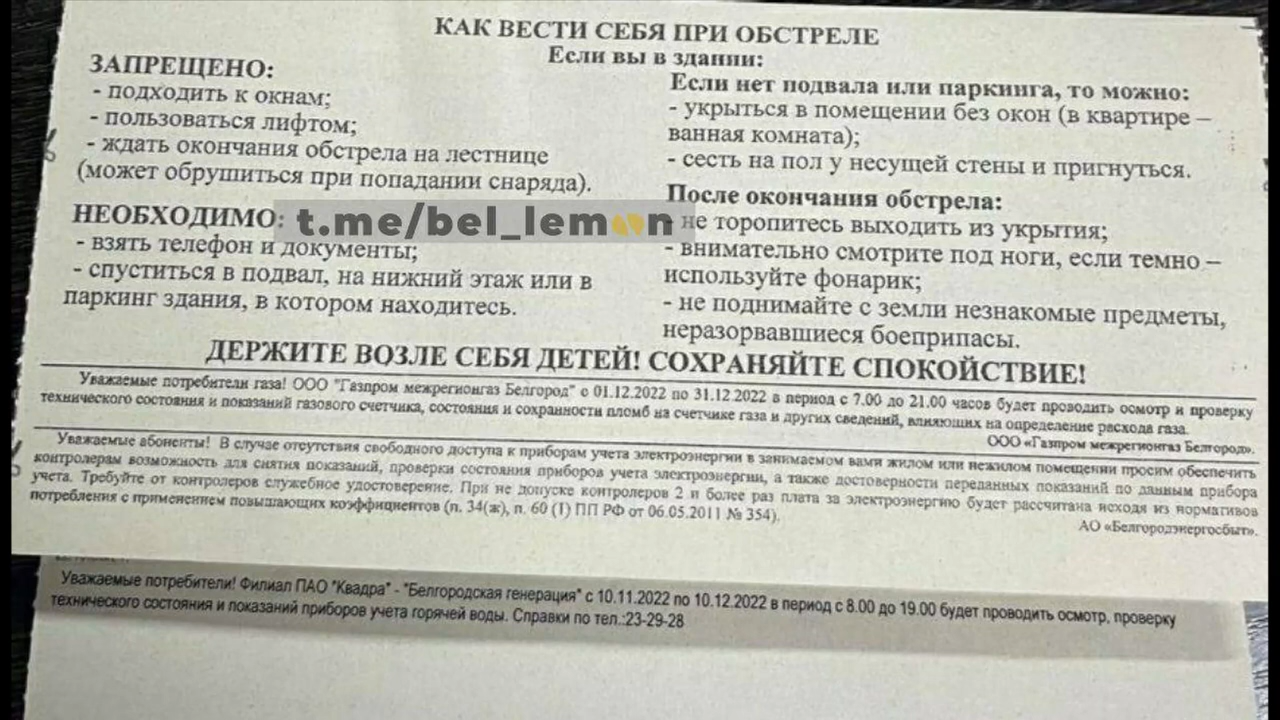 КАК ВЕСТИ СЕБЯ ПРИ ОБСТРЕЛЕ
Если вы в здании:
ЗАПРЕЩЕНО:
- подходить к окнам;
- пользоваться лифтом;
- ждать окончания обстрела на лестнице
(может обрушиться при попадании снаряда).
НЕОБХОДИМО:
- взять телефон и документы;
- спуститься в подвал, на нижний этаж или в
паркинг здания, в котором находитесь.
Если нет подвала или паркинга, то можно:
- укрыться в помещении без окон (в квартире –
ванная комната);
- сесть на пол у несущей стены и пригнуться.
После окончания обстрела:
- не торопитесь выходить из укрытия;
- внимательно смотрите под ноги, если темно –
используйте фонарик;
- не поднимайте с земли незнакомые предметы,
неразорвавшиеся боеприпасы.
t.me/bel_lemon
ДЕРЖИТЕ ВОЗЛЕ СЕБЯ ДЕТЕЙ! СОХРАНЯЙТЕ СПОКОЙСТВИЕ!
Уважаемые потребители газа! ООО "Газпром межрегионгаз Белгород" с 01.12.2022 по 31.12.2022 в период с 7.00 до 21.00 часов будет проводить осмотр и проверку
технического состояния и показаний газового счетчика, состояния и сохранности пломб на счетчике газа и других сведений, влияющих на определение расхода газа.
ООО «Газпром межрегионгаз Белгород».
Уважаемые абоненты! В случае отсутствия свободного доступа к приборам учета электроэнергии в занимаемом вами жилом или нежилом помещении просим обеспечить
контролерам возможность для снятия показаний, проверки состояния приборов учета электроэнергии, а также достоверности переданных показаний по данным прибора
учета. Требуйте от контролеров служебное удостоверение. При не допуске контролеров 2 и более раз плата за электроэнергию будет рассчитана исходя из нормативов
потребления с применением повышающих коэффициентов (п. 34(ж), п. 60 (1) ПП РФ от 06.05.2011 № 354).
АО «Белгородэнергосбыт».
Уважаемые потребители! Филиал ПАО "Квадра" - "Белгородская генерация" с 10.11.2022 по 10.12.2022 в период с 8.00 до 19.00 будет проводить осмотр, проверку
технического состояния и показаний приборов учета горячей воды. Справки по тел.:23-29-28